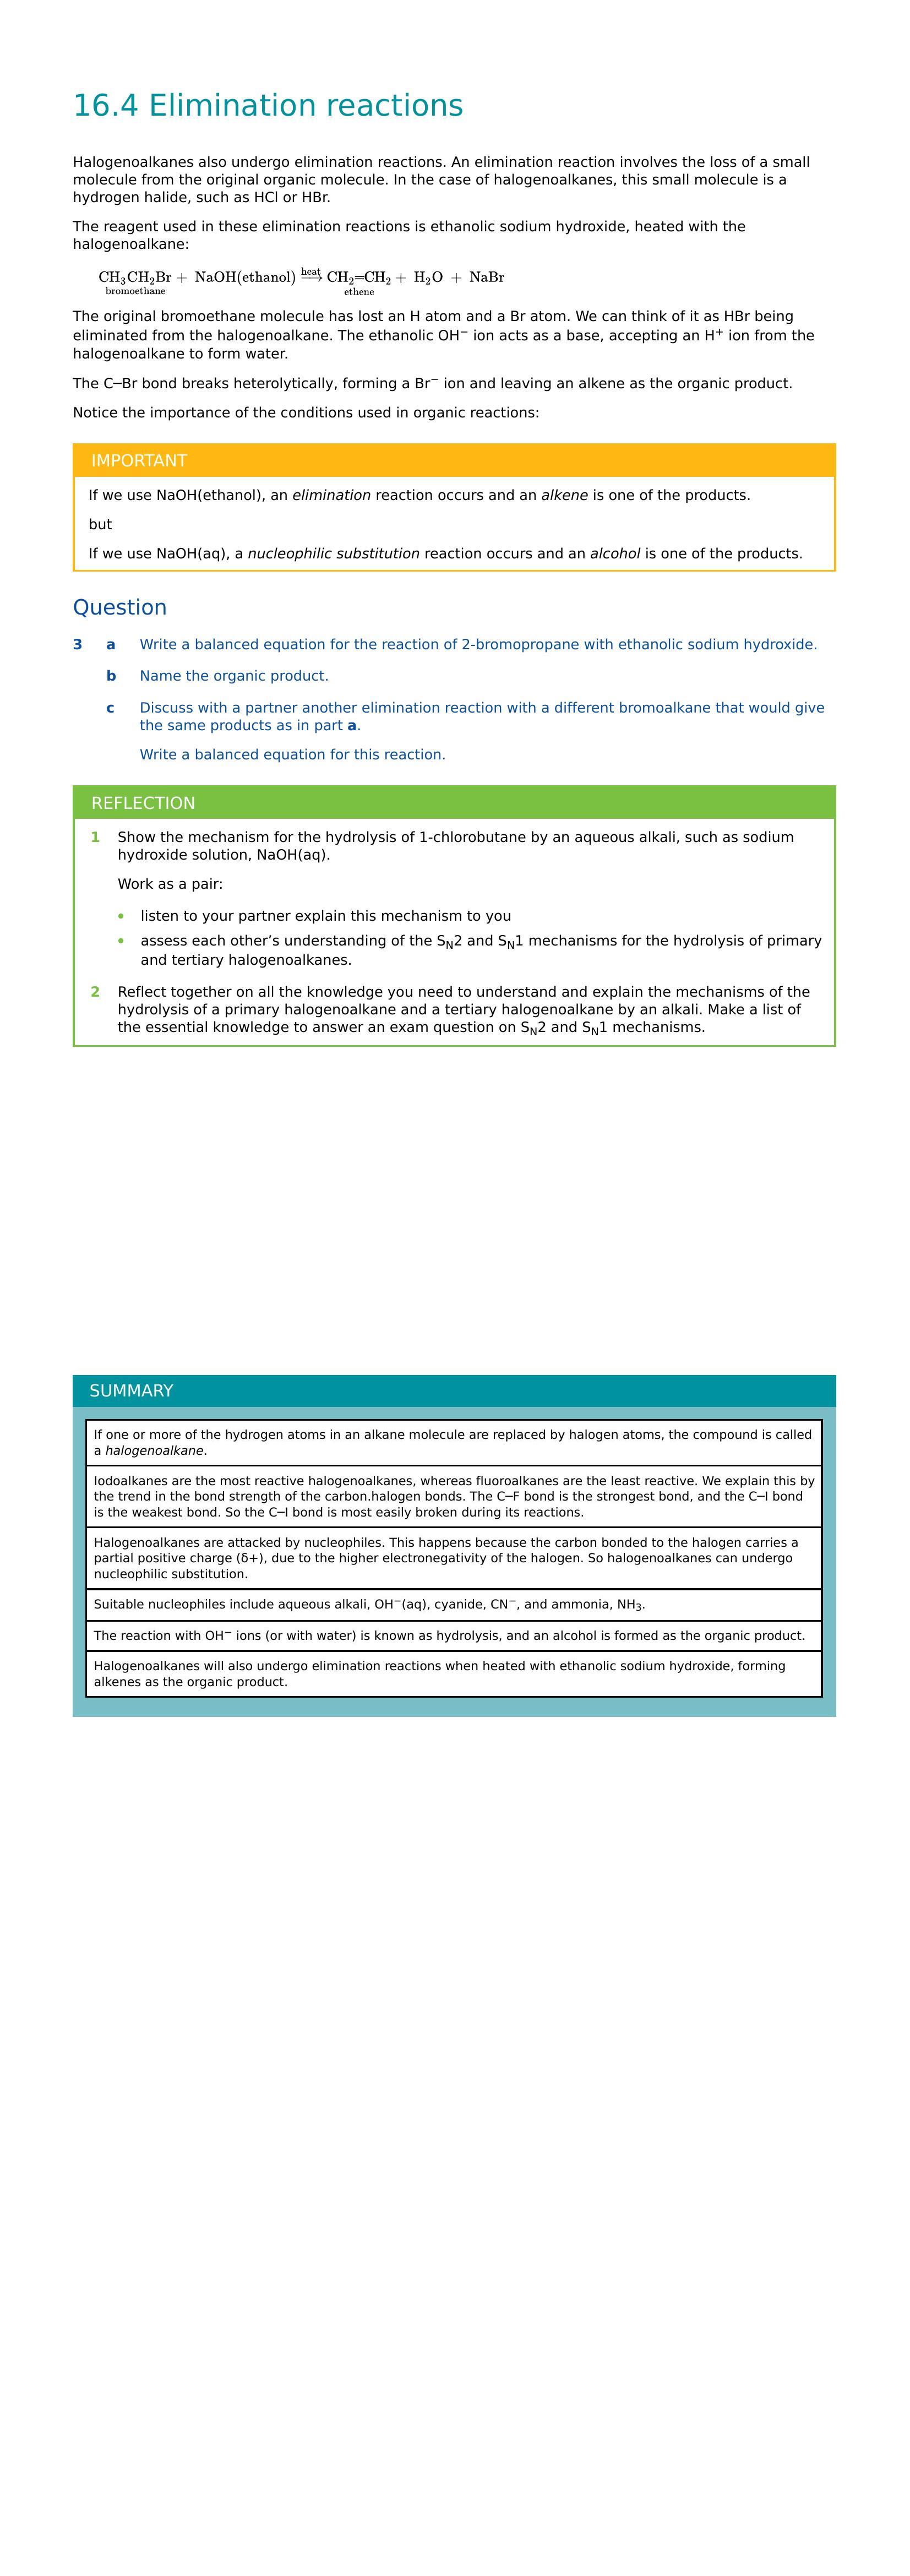 16.4 Elimination reactions
Halogenoalkanes also undergo elimination reactions. An elimination reaction involves the loss of a small
molecule from the original organic molecule. In the case of halogenoalkanes, this small molecule is a
hydrogen halide, such as HCl or HBr.
The reagent used in these elimination reactions is ethanolic sodium hydroxide, heated with the
halogenoalkane:
CH₃CH₂Br + NaOH(ethanol) heat⟶ CH₂=CH₂ + H₂O + NaBr
bromoethane ethene
The original bromoethane molecule has lost an H atom and a Br atom. We can think of it as HBr being
eliminated from the halogenoalkane. The ethanolic OH⁻ ion acts as a base, accepting an H⁺ ion from the
halogenoalkane to form water.
The C─Br bond breaks heterolytically, forming a Br⁻ ion and leaving an alkene as the organic product.
Notice the importance of the conditions used in organic reactions:
IMPORTANT
If we use NaOH(ethanol), an elimination reaction occurs and an alkene is one of the products.
but
If we use NaOH(aq), a nucleophilic substitution reaction occurs and an alcohol is one of the products.
Question
3 a Write a balanced equation for the reaction of 2-bromopropane with ethanolic sodium hydroxide.
b Name the organic product.
c Discuss with a partner another elimination reaction with a different bromoalkane that would give
the same products as in part a.
Write a balanced equation for this reaction.
REFLECTION
1 Show the mechanism for the hydrolysis of 1-chlorobutane by an aqueous alkali, such as sodium
hydroxide solution, NaOH(aq).
Work as a pair:
• listen to your partner explain this mechanism to you
• assess each other’s understanding of the S_N2 and S_N1 mechanisms for the hydrolysis of primary
and tertiary halogenoalkanes.
2 Reflect together on all the knowledge you need to understand and explain the mechanisms of the
hydrolysis of a primary halogenoalkane and a tertiary halogenoalkane by an alkali. Make a list of
the essential knowledge to answer an exam question on S_N2 and S_N1 mechanisms.
SUMMARY
If one or more of the hydrogen atoms in an alkane molecule are replaced by halogen atoms, the compound is called
a halogenoalkane.
Iodoalkanes are the most reactive halogenoalkanes, whereas fluoroalkanes are the least reactive. We explain this by
the trend in the bond strength of the carbon.halogen bonds. The C─F bond is the strongest bond, and the C─I bond
is the weakest bond. So the C─I bond is most easily broken during its reactions.
Halogenoalkanes are attacked by nucleophiles. This happens because the carbon bonded to the halogen carries a
partial positive charge (δ+), due to the higher electronegativity of the halogen. So halogenoalkanes can undergo
nucleophilic substitution.
Suitable nucleophiles include aqueous alkali, OH⁻(aq), cyanide, CN⁻, and ammonia, NH₃.
The reaction with OH⁻ ions (or with water) is known as hydrolysis, and an alcohol is formed as the organic product.
Halogenoalkanes will also undergo elimination reactions when heated with ethanolic sodium hydroxide, forming
alkenes as the organic product.